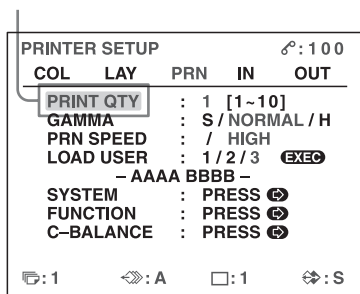 PRINTER SETUP :100
COL LAY PRN IN OUT
PRINT QTY : 1 [1~10]
GAMMA : S / NORMAL / H
PRN SPEED : / HIGH
LOAD USER : 1 / 2 / 3 EXEC
– AAAA BBBB –
SYSTEM : PRESS
FUNCTION : PRESS
C–BALANCE : PRESS
:1 :A :1 :S